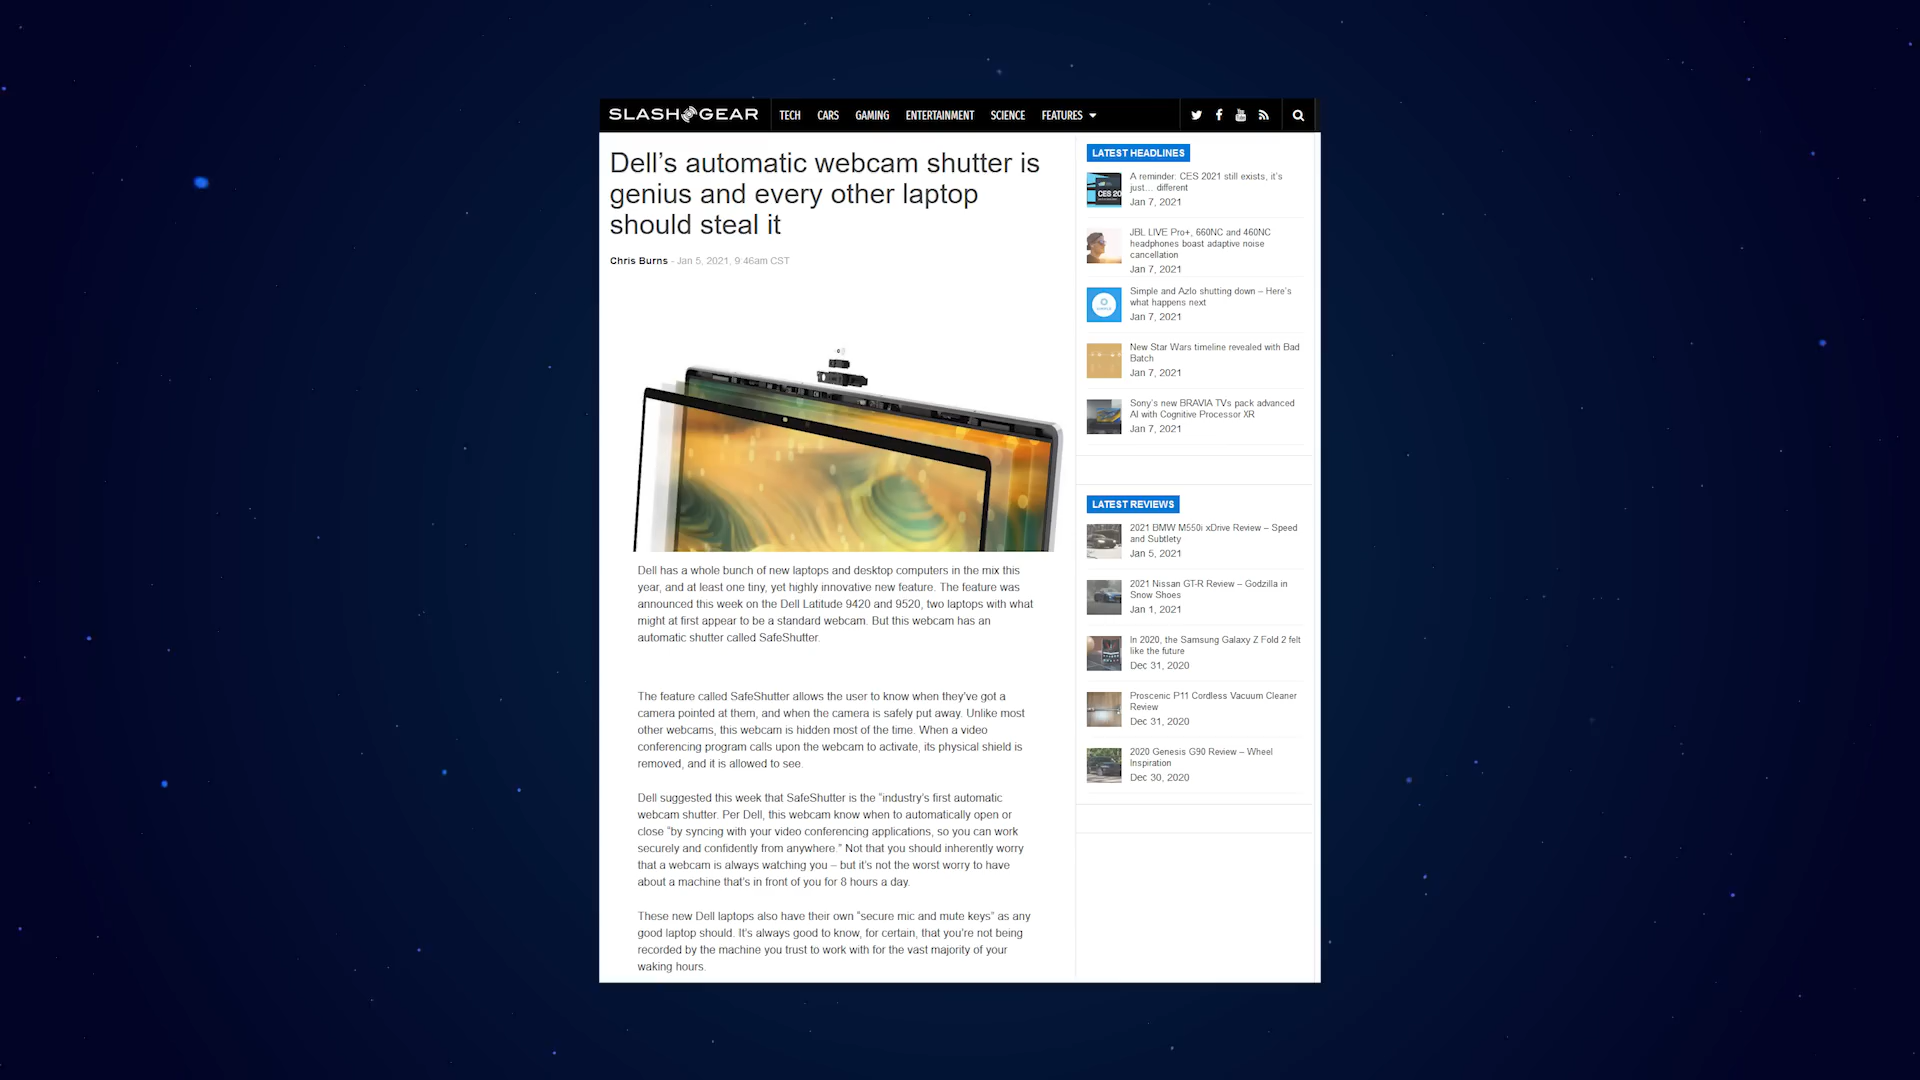 SLASHGEAR
TECH CARS GAMING ENTERTAINMENT SCIENCE FEATURES
Dell's automatic webcam shutter is
genius and every other laptop
should steal it
Chris Burns - Jan 5, 2021, 9:46am CST
Dell has a whole bunch of new laptops and desktop computers in the mix this
year, and at least one tiny, yet highly innovative new feature. The feature was
announced this week on the Dell Latitude 9420 and 9520, two laptops with what
might at first appear to be a standard webcam. But this webcam has an
automatic shutter called SafeShutter.
The feature called SafeShutter allows the user to know when they've got a
camera pointed at them, and when the camera is safely put away. Unlike most
other webcams, this webcam is hidden most of the time. When a video
conferencing program calls upon the webcam to activate, its physical shield is
removed, and it is allowed to see.
Dell suggested this week that SafeShutter is the "industry's first automatic
webcam shutter. Per Dell, this webcam know when to automatically open or
close "by syncing with your video conferencing applications, so you can work
securely and confidently from anywhere." Not that you should inherently worry
that a webcam is always watching you – but it's not the worst worry to have
about a machine that's in front of you for 8 hours a day.
These new Dell laptops also have their own "secure mic and mute keys" as any
good laptop should. It's always good to know, for certain, that you're not being
recorded by the machine you trust to work with for the vast majority of your
waking hours.
LATEST HEADLINES
CES 20
A reminder: CES 2021 still exists, it's
just... different
Jan 7, 2021
JBL LIVE Pro+, 660NC and 460NC
headphones boast adaptive noise
cancellation
Jan 7, 2021
Simple and Azlo shutting down – Here's
what happens next
Jan 7, 2021
New Star Wars timeline revealed with Bad
Batch
Jan 7, 2021
Sony's new BRAVIA TVs pack advanced
AI with Cognitive Processor XR
Jan 7, 2021
LATEST REVIEWS
2021 BMW M550i xDrive Review – Speed
and Subtlety
Jan 5, 2021
2021 Nissan GT-R Review – Godzilla in
Snow Shoes
Jan 1, 2021
In 2020, the Samsung Galaxy Z Fold 2 felt
like the future
Dec 31, 2020
Proscenic P11 Cordless Vacuum Cleaner
Review
Dec 31, 2020
2020 Genesis G90 Review – Wheel
Inspiration
Dec 30, 2020